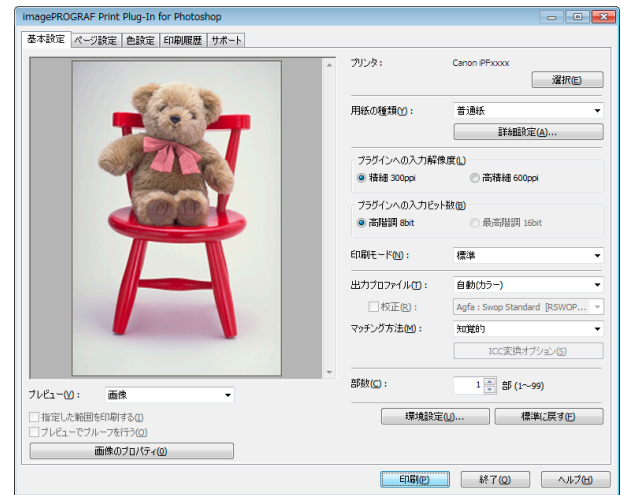 imagePROGRAF Print Plug-In for Photoshop
基本設定 ページ設定 色設定 印刷履歴 サポート
プリンタ： Canon iPFxxxx
選択(E)
用紙の種類(Y)： 普通紙
詳細設定(A)...
プラグインへの入力解像度(L)
精細 300ppi 高精細 600ppi
プラグインへの入力ビット数(B)
高階調 8bit 最高階調 16bit
印刷モード(N)： 標準
出力プロファイル(T)： 自動(カラー)
校正(R)： Agfa : Swop Standard [RSWOP...
マッチング方法(M)： 知覚的
ICC変換オプション(S)
部数(C)： 1 部 (1～99)
プレビュー(V)： 画像
指定した範囲を印刷する(I)
プレビューでプルーフを行う(O)
画像のプロパティ(0)
環境設定(U)... 標準に戻す(F)
印刷(P) 終了(Q) ヘルプ(H)